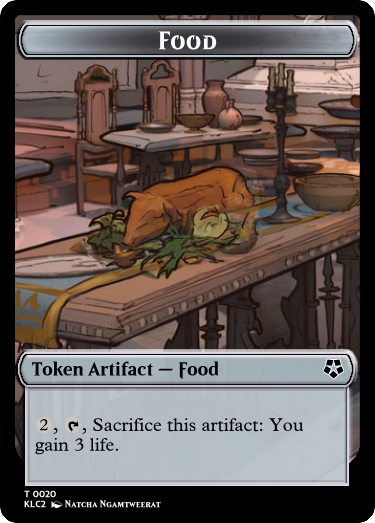 Food
Token Artifact — Food
2, , Sacrifice this artifact: You
gain 3 life.
T 0020
KLC2 Natcha Ngamtweerat